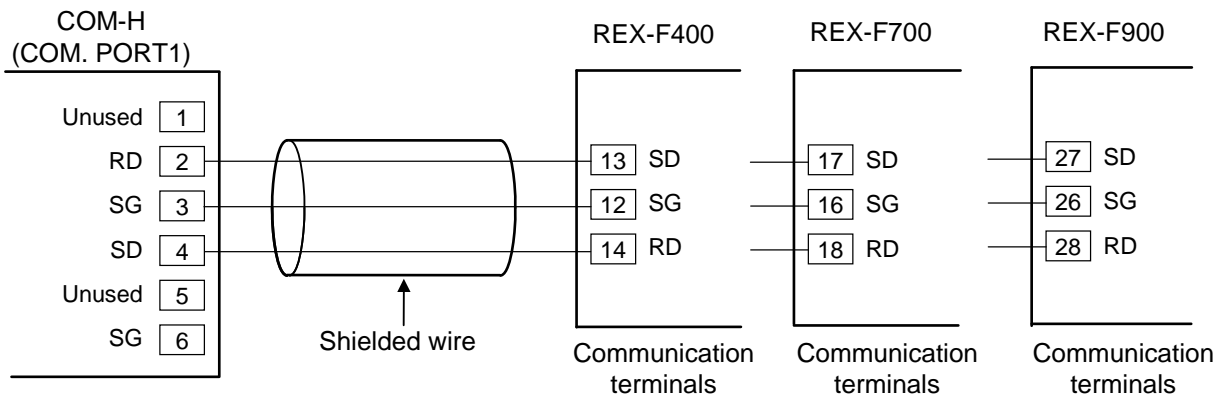 COM-H
(COM. PORT1)
Unused 1
RD 2
SG 3
SD 4
Unused 5
SG 6
Shielded wire
REX-F400
13 SD
12 SG
14 RD
Communication
terminals
REX-F700
17 SD
16 SG
18 RD
Communication
terminals
REX-F900
27 SD
26 SG
28 RD
Communication
terminals